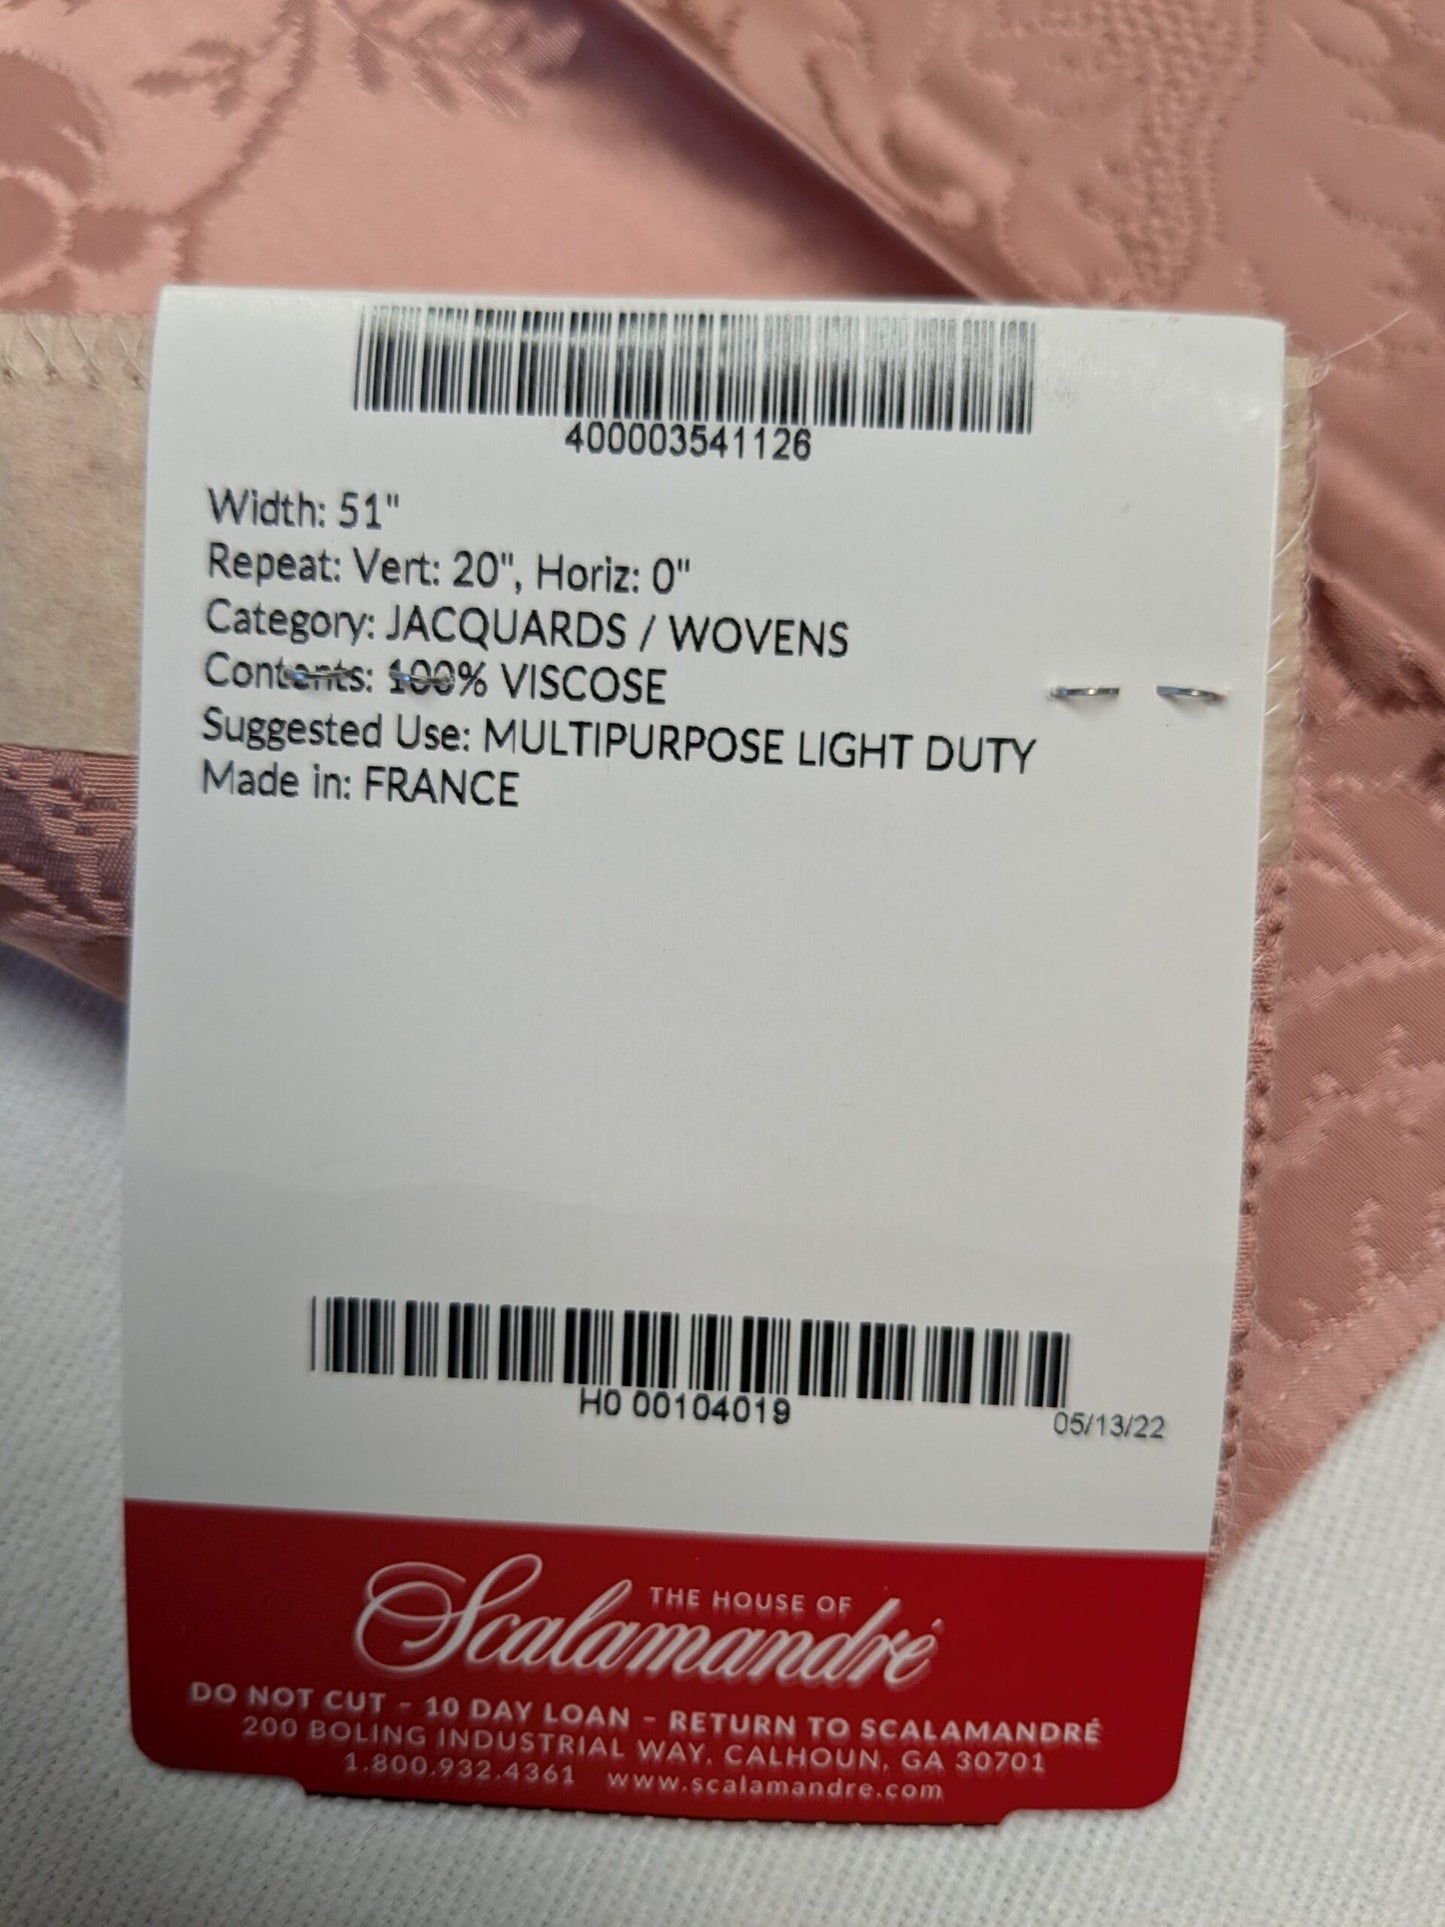 400003541126
Width: 51"
Repeat: Vert: 20", Horiz: 0"
Category: JACQUARDS / WOVENS
Contents: 100% VISCOSE
Suggested Use: MULTIPURPOSE LIGHT DUTY
Made in: FRANCE
H0 00104019
05/13/22
THE HOUSE OF
Scalamandré
DO NOT CUT - 10 DAY LOAN - RETURN TO SCALAMANDRÉ
200 BOLING INDUSTRIAL WAY, CALHOUN, GA 30701
1.800.932.4361 www.scalamandre.com